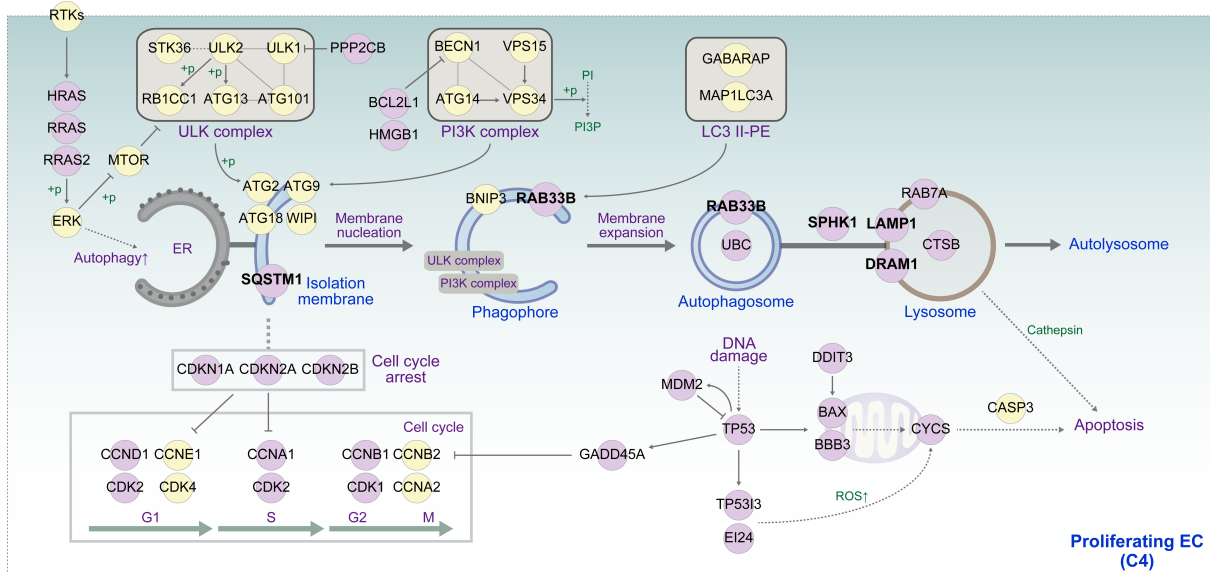 RTKs
STK36
ULK2
ULK1
PPP2CB
+p
+p
RB1CC1
ATG13
ATG101
ULK complex
BECN1
VPS15
BCL2L1
ATG14
VPS34
HMGB1
PI3K complex
PI
+p
PI3P
GABARAP
MAP1LC3A
LC3 II-PE
HRAS
RRAS
RRAS2
MTOR
+p
+p
ERK
Autophagy↑
ER
+p
ATG2
ATG9
ATG18
WIPI
SQSTM1
Isolation
membrane
Membrane
nucleation
BNIP3
RAB33B
ULK complex
PI3K complex
Phagophore
Membrane
expansion
RAB33B
UBC
Autophagosome
SPHK1
RAB7A
LAMP1
CTSB
DRAM1
Lysosome
Autolysosome
Cathepsin
CDKN1A
CDKN2A
CDKN2B
Cell cycle
arrest
Cell cycle
CCND1
CCNE1
CCNA1
CCNB1
CCNB2
CDK2
CDK4
CDK2
CDK1
CCNA2
G1
S
G2
M
DNA
damage
MDM2
TP53
GADD45A
DDIT3
BAX
BBB3
CYCS
CASP3
Apoptosis
TP53I3
EI24
ROS↑
Proliferating EC
(C4)